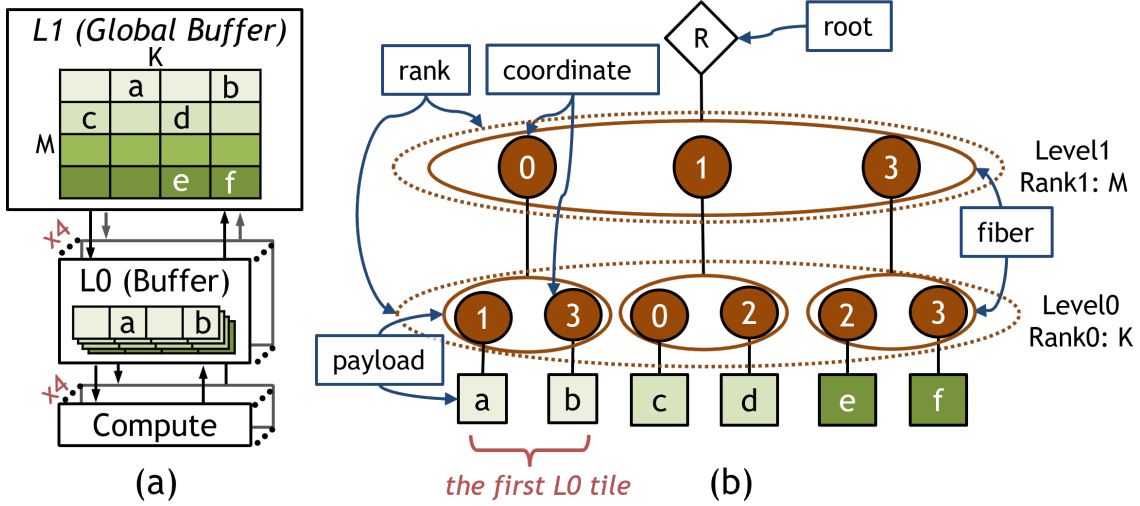 L1 (Global Buffer)
K
a b
c d
M
e f
x4
L0 (Buffer)
a b
x4
Compute
(a)
R
root
rank
coordinate
0 1 3
Level1
Rank1: M
fiber
1 3 0 2 2 3
Level0
Rank0: K
payload
a b c d e f
the first L0 tile
(b)